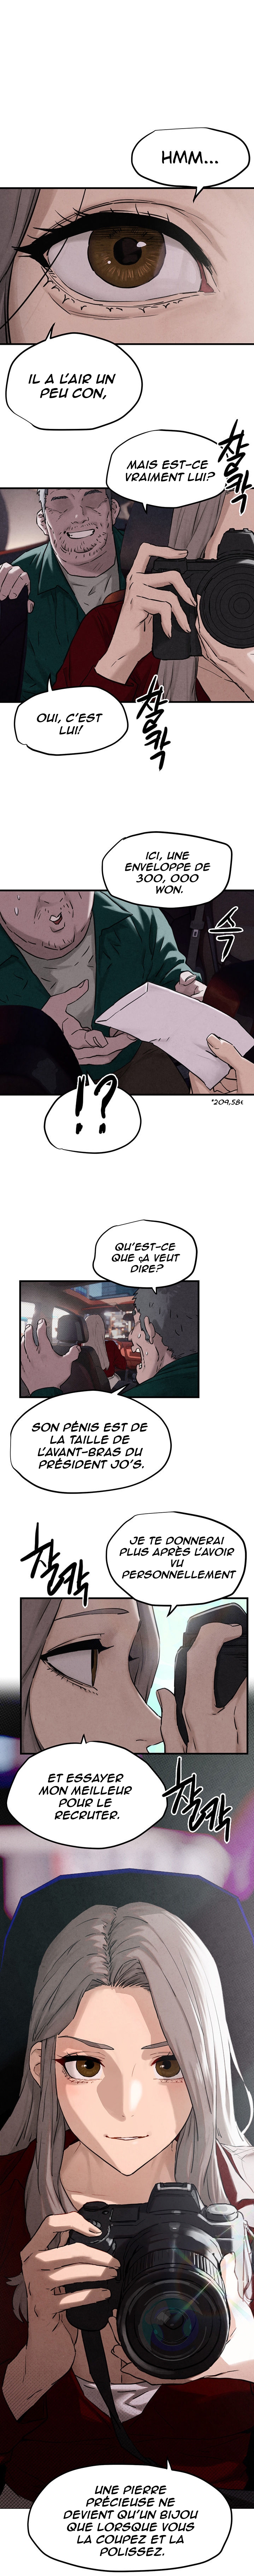 HMM...
IL A L'AIR UN
PEU CON,
MAIS EST-CE
VRAIMENT LUI?
찰칵
OUI, C'EST
LUI!
찰칵
ICI, UNE
ENVELOPPE DE
300, 000
WON.
슥
!?
*209,58€
QU'EST-CE
QUE ÇA VEUT
DIRE?
SON PÉNIS EST DE
LA TAILLE DE
L'AVANT-BRAS DU
PRÉSIDENT JO'S.
JE TE DONNERAI
PLUS APRÈS L'AVOIR
VU
PERSONNELLEMENT
찰칵
ET ESSAYER
MON MEILLEUR
POUR LE
RECRUTER.
찰칵
UNE PIERRE
PRÉCIEUSE NE
DEVIENT QU'UN BIJOU
QUE LORSQUE VOUS
LA COUPEZ ET LA
POLISSEZ.